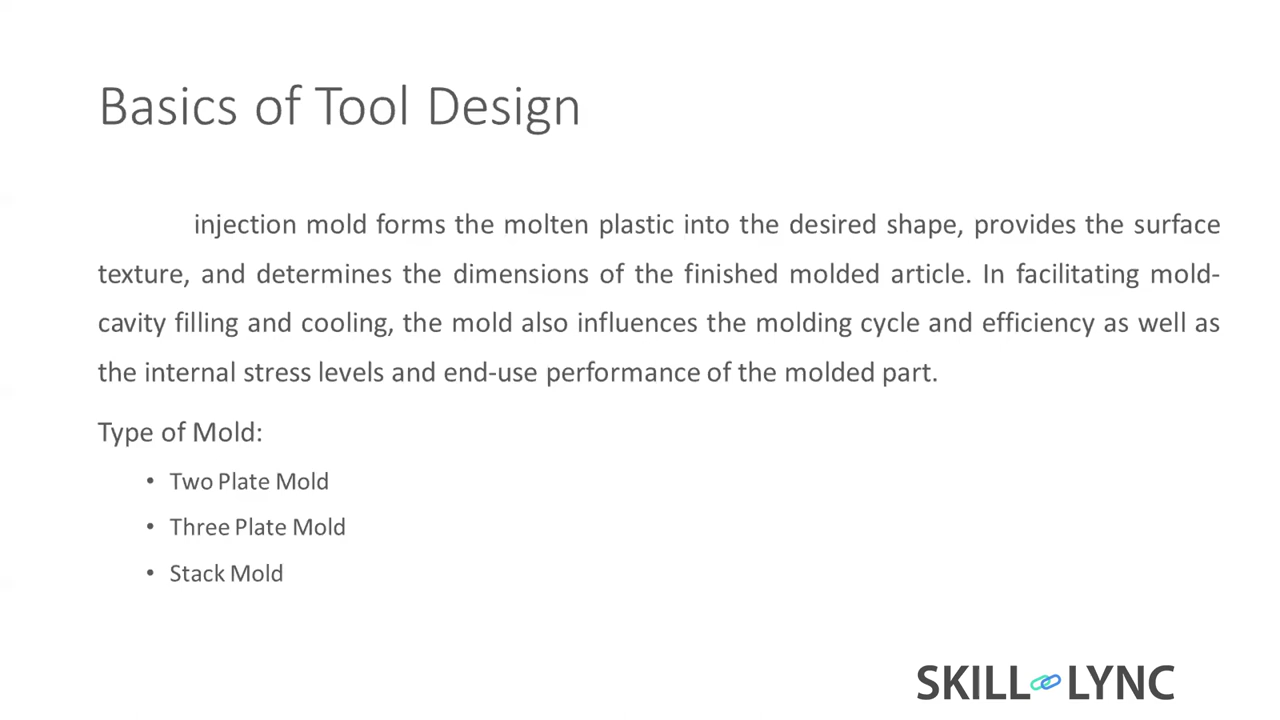 Basics of Tool Design
injection mold forms the molten plastic into the desired shape, provides the surface
texture, and determines the dimensions of the finished molded article. In facilitating mold-
cavity filling and cooling, the mold also influences the molding cycle and efficiency as well as
the internal stress levels and end-use performance of the molded part.
Type of Mold:
• Two Plate Mold
• Three Plate Mold
• Stack Mold
SKILL LYNC